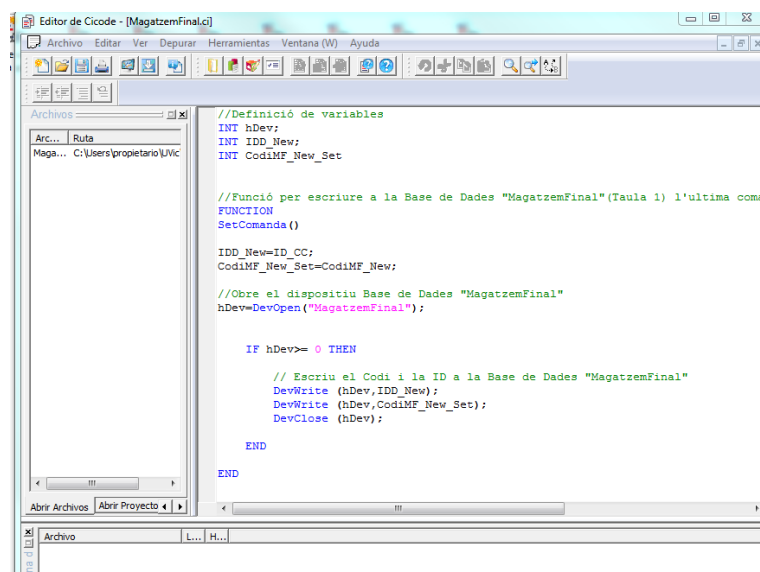 Editor de Cicode - [MagatzemFinal.ci]
Archivo Editar Ver Depurar Herramientas Ventana (W) Ayuda
Archivos
Arc... Ruta
Maga... C:\Users\propietario\UVic
//Definició de variables
INT hDev;
INT IDD_New;
INT CodiMF_New_Set
//Funció per escriure a la Base de Dades "MagatzemFinal"(Taula 1) l'ultima coma
FUNCTION
SetComanda()
IDD_New=ID_CC;
CodiMF_New_Set=CodiMF_New;
//Obre el dispositiu Base de Dades "MagatzemFinal"
hDev=DevOpen("MagatzemFinal");
IF hDev>= 0 THEN
// Escriu el Codi i la ID a la Base de Dades "MagatzemFinal"
DevWrite (hDev,IDD_New);
DevWrite (hDev,CodiMF_New_Set);
DevClose (hDev);
END
END
Abrir Archivos Abrir Proyecto
Archivo L... H...